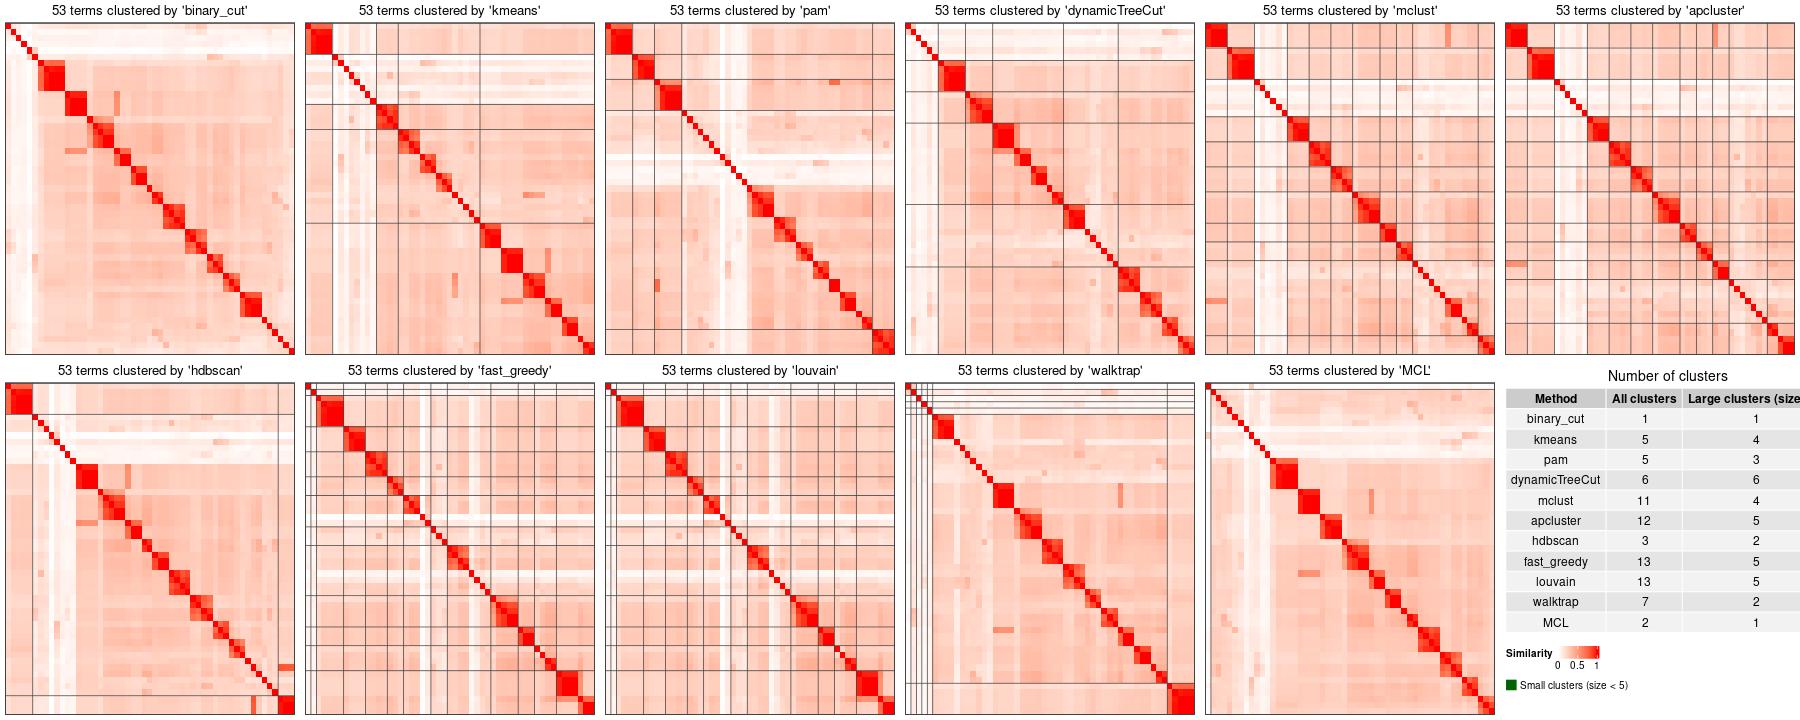 53 terms clustered by 'binary_cut'
53 terms clustered by 'kmeans'
53 terms clustered by 'pam'
53 terms clustered by 'dynamicTreeCut'
53 terms clustered by 'mclust'
53 terms clustered by 'apcluster'
53 terms clustered by 'hdbscan'
53 terms clustered by 'fast_greedy'
53 terms clustered by 'louvain'
53 terms clustered by 'walktrap'
53 terms clustered by 'MCL'
Number of clusters
Method All clusters Large clusters (size
binary_cut 1 1
kmeans 5 4
pam 5 3
dynamicTreeCut 6 6
mclust 11 4
apcluster 12 5
hdbscan 3 2
fast_greedy 13 5
louvain 13 5
walktrap 7 2
MCL 2 1
Similarity
0 0.5 1
Small clusters (size < 5)